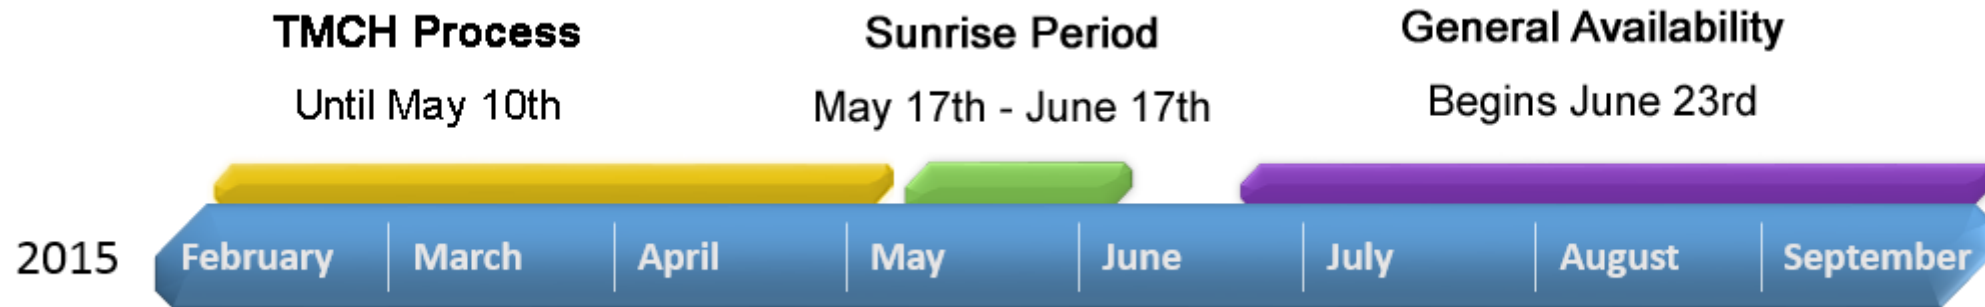 TMCH Process
Until May 10th
Sunrise Period
May 17th - June 17th
General Availability
Begins June 23rd
2015 February March April May June July August September